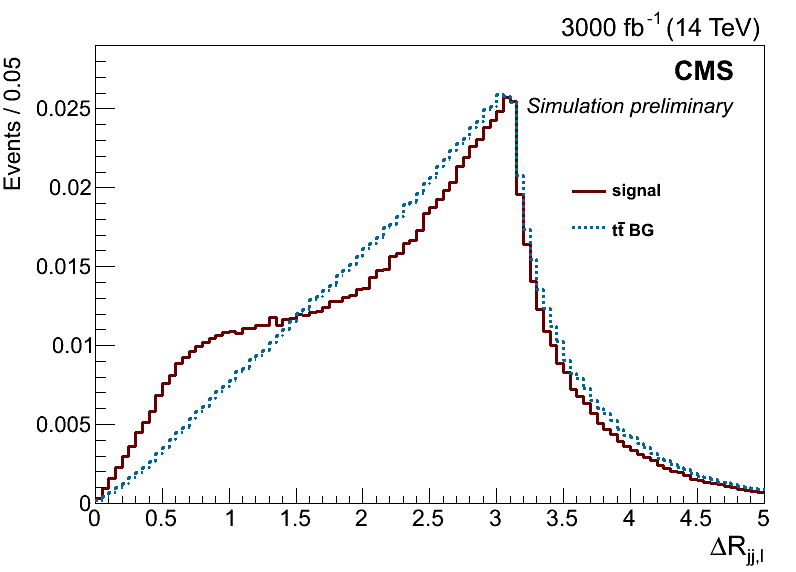 3000 fb⁻¹ (14 TeV)
CMS
Simulation preliminary
Events / 0.05
0.025
0.02
0.015
0.01
0.005
0
signal
tt̄ BG
0 0.5 1 1.5 2 2.5 3 3.5 4 4.5 5
ΔR_jj,l